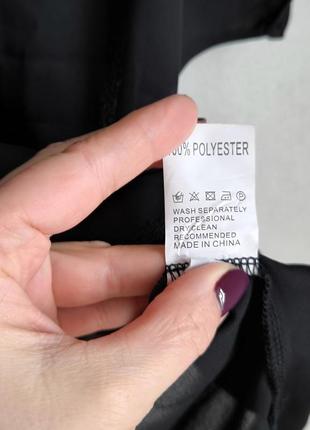 100% POLYESTER
WASH SEPARATELY
PROFESSIONAL
DRY CLEAN
RECOMMENDED
MADE IN CHINA